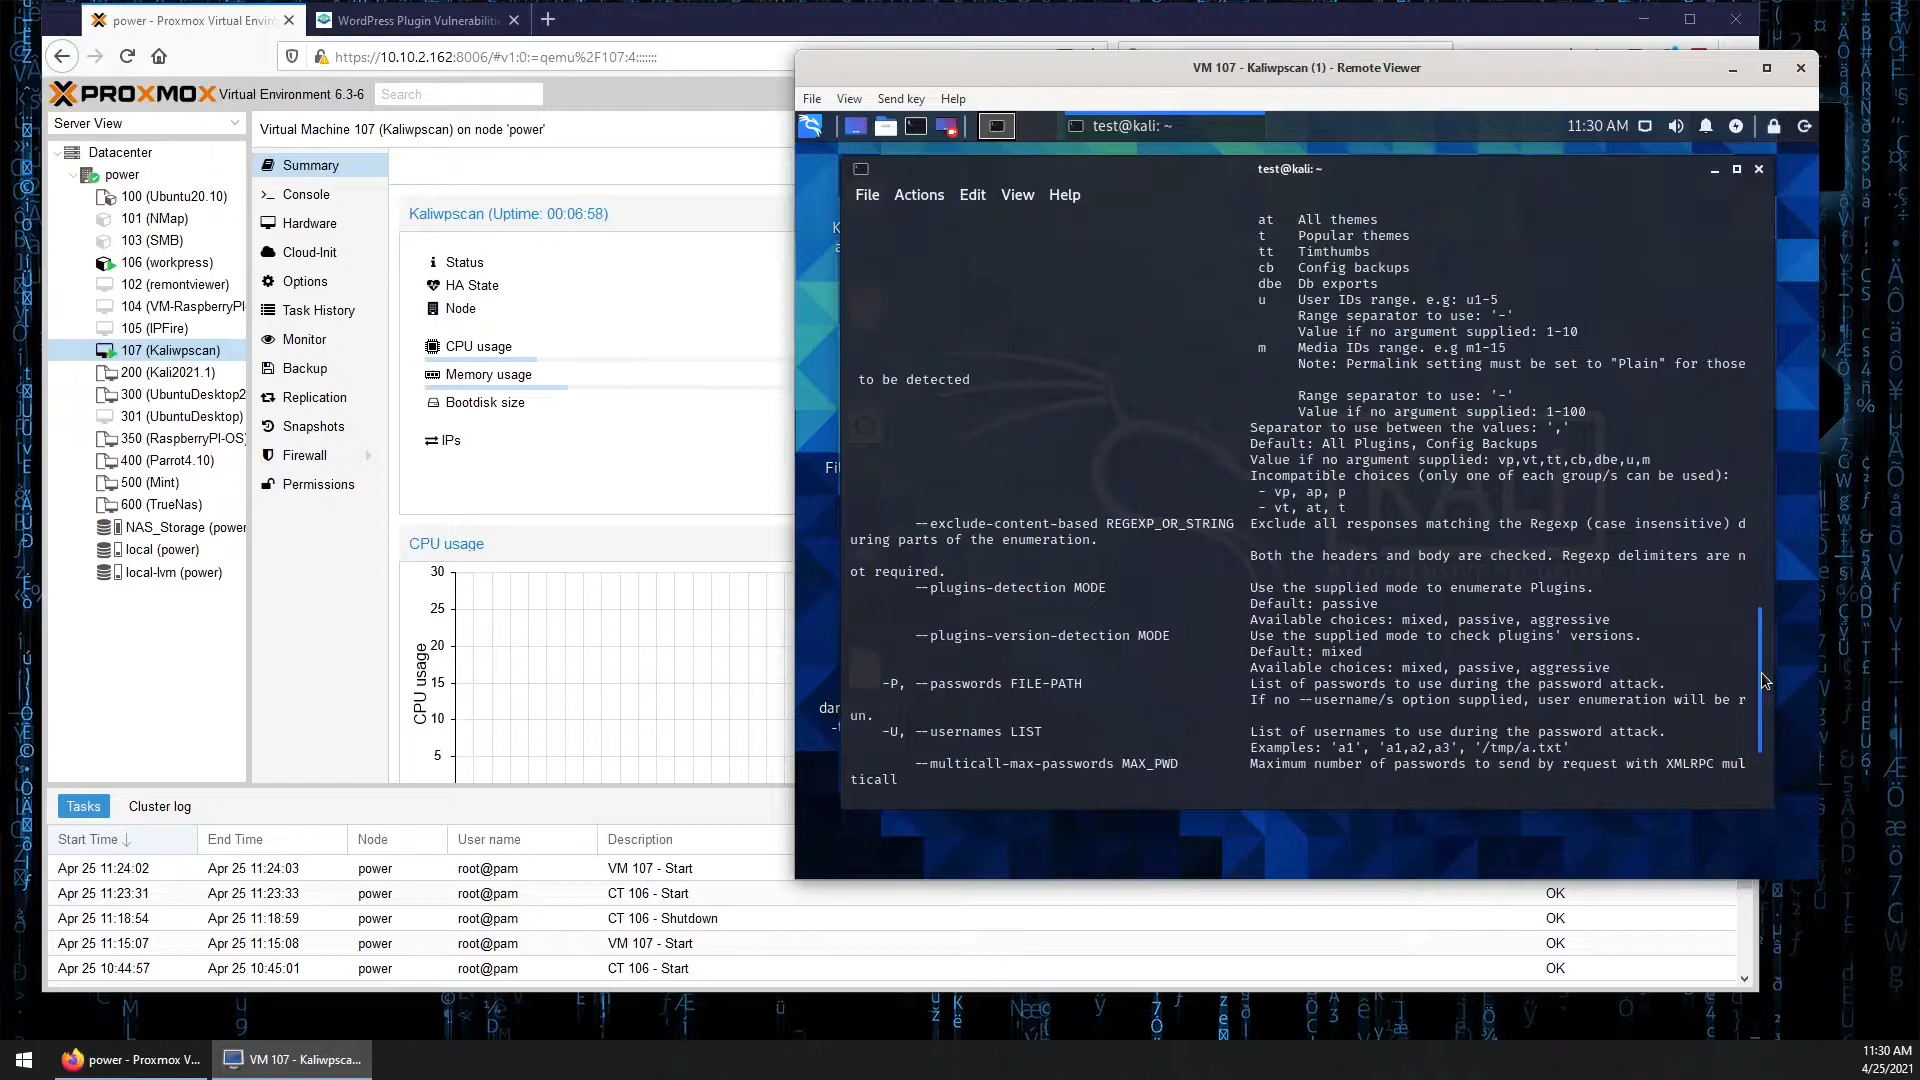 power - Proxmox Virtual Enviro
WordPress Plugin Vulnerabiliti
https://10.10.2.162:8006/#v1:0:=qemu%2F107:4:::::::
PROXMOX Virtual Environment 6.3-6
Search
Server View
Datacenter
power
100 (Ubuntu20.10)
101 (NMap)
103 (SMB)
106 (workpress)
102 (remontviewer)
104 (VM-RaspberryPI-
105 (IPFire)
107 (Kaliwpscan)
200 (Kali2021.1)
300 (UbuntuDesktop2
301 (UbuntuDesktop)
350 (RaspberryPI-OS)
400 (Parrot4.10)
500 (Mint)
600 (TrueNas)
NAS_Storage (power
local (power)
local-lvm (power)
Virtual Machine 107 (Kaliwpscan) on node 'power'
Summary
Console
Hardware
Cloud-Init
Options
Task History
Monitor
Backup
Replication
Snapshots
Firewall
Permissions
Kaliwpscan (Uptime: 00:06:58)
Status
HA State
Node
CPU usage
Memory usage
Bootdisk size
IPs
CPU usage
30
25
20
15
10
5
CPU usage
VM 107 - Kaliwpscan (1) - Remote Viewer
File View Send key Help
test@kali: ~
11:30 AM
test@kali: ~
File Actions Edit View Help
at All themes
t Popular themes
tt Timthumbs
cb Config backups
dbe Db exports
u User IDs range. e.g: u1-5
Range separator to use: '-'
Value if no argument supplied: 1-10
m Media IDs range. e.g m1-15
Note: Permalink setting must be set to "Plain" for those
to be detected
Range separator to use: '-'
Value if no argument supplied: 1-100
Separator to use between the values: ','
Default: All Plugins, Config Backups
Value if no argument supplied: vp,vt,tt,cb,dbe,u,m
Incompatible choices (only one of each group/s can be used):
- vp, ap, p
- vt, at, t
--exclude-content-based REGEXP_OR_STRING Exclude all responses matching the Regexp (case insensitive) d
uring parts of the enumeration.
Both the headers and body are checked. Regexp delimiters are n
ot required.
--plugins-detection MODE Use the supplied mode to enumerate Plugins.
Default: passive
Available choices: mixed, passive, aggressive
--plugins-version-detection MODE Use the supplied mode to check plugins' versions.
Default: mixed
Available choices: mixed, passive, aggressive
-P, --passwords FILE-PATH List of passwords to use during the password attack.
If no --username/s option supplied, user enumeration will be r
un.
-U, --usernames LIST List of usernames to use during the password attack.
Examples: 'a1', 'a1,a2,a3', '/tmp/a.txt'
--multicall-max-passwords MAX_PWD Maximum number of passwords to send by request with XMLRPC mul
ticall
Tasks Cluster log
Start Time End Time Node User name Description
Apr 25 11:24:02 Apr 25 11:24:03 power root@pam VM 107 - Start
Apr 25 11:23:31 Apr 25 11:23:33 power root@pam CT 106 - Start OK
Apr 25 11:18:54 Apr 25 11:18:59 power root@pam CT 106 - Shutdown OK
Apr 25 11:15:07 Apr 25 11:15:08 power root@pam VM 107 - Start OK
Apr 25 10:44:57 Apr 25 10:45:01 power root@pam CT 106 - Start OK
power - Proxmox V...
VM 107 - Kaliwpsca...
11:30 AM
4/25/2021